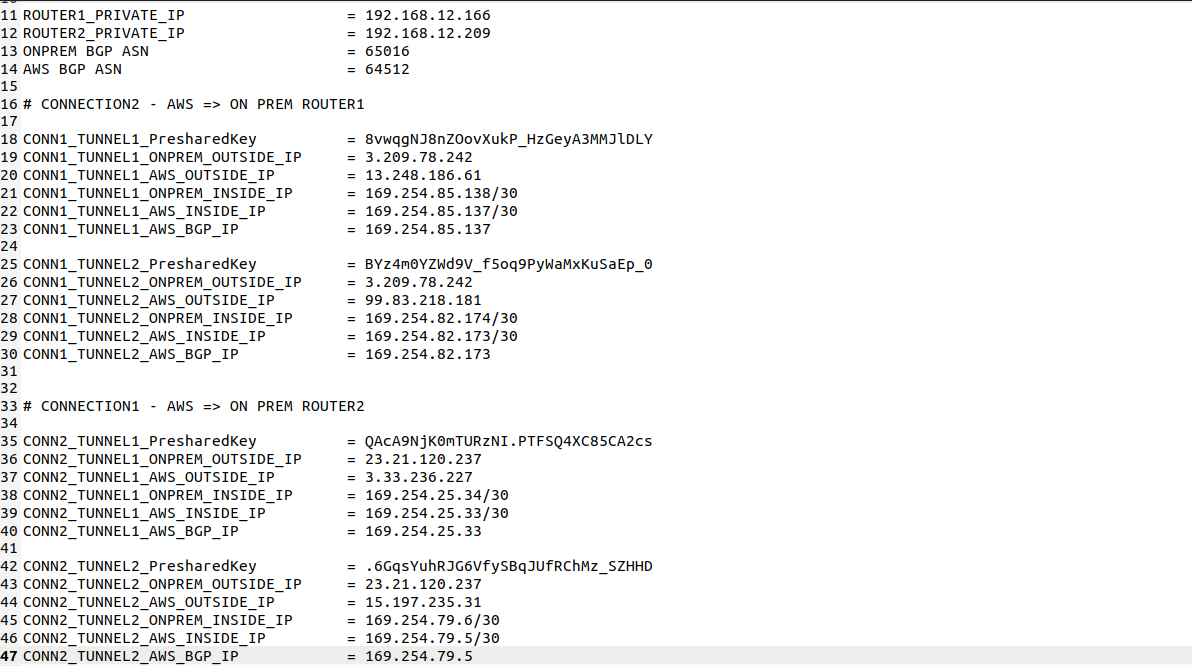 11 ROUTER1_PRIVATE_IP = 192.168.12.166
12 ROUTER2_PRIVATE_IP = 192.168.12.209
13 ONPREM BGP ASN = 65016
14 AWS BGP ASN = 64512
15
16 # CONNECTION2 - AWS => ON PREM ROUTER1
17
18 CONN1_TUNNEL1_PresharedKey = 8vwqgNJ8nZOovXukP_HzGeyA3MMJlDLY
19 CONN1_TUNNEL1_ONPREM_OUTSIDE_IP = 3.209.78.242
20 CONN1_TUNNEL1_AWS_OUTSIDE_IP = 13.248.186.61
21 CONN1_TUNNEL1_ONPREM_INSIDE_IP = 169.254.85.138/30
22 CONN1_TUNNEL1_AWS_INSIDE_IP = 169.254.85.137/30
23 CONN1_TUNNEL1_AWS_BGP_IP = 169.254.85.137
24
25 CONN1_TUNNEL2_PresharedKey = BYz4m0YZWd9V_f5oq9PyWaMxKuSaEp_0
26 CONN1_TUNNEL2_ONPREM_OUTSIDE_IP = 3.209.78.242
27 CONN1_TUNNEL2_AWS_OUTSIDE_IP = 99.83.218.181
28 CONN1_TUNNEL2_ONPREM_INSIDE_IP = 169.254.82.174/30
29 CONN1_TUNNEL2_AWS_INSIDE_IP = 169.254.82.173/30
30 CONN1_TUNNEL2_AWS_BGP_IP = 169.254.82.173
31
32
33 # CONNECTION1 - AWS => ON PREM ROUTER2
34
35 CONN2_TUNNEL1_PresharedKey = QAcA9NjK0mTURzNI.PTFSQ4XC85CA2cs
36 CONN2_TUNNEL1_ONPREM_OUTSIDE_IP = 23.21.120.237
37 CONN2_TUNNEL1_AWS_OUTSIDE_IP = 3.33.236.227
38 CONN2_TUNNEL1_ONPREM_INSIDE_IP = 169.254.25.34/30
39 CONN2_TUNNEL1_AWS_INSIDE_IP = 169.254.25.33/30
40 CONN2_TUNNEL1_AWS_BGP_IP = 169.254.25.33
41
42 CONN2_TUNNEL2_PresharedKey = .6GqsYuhRJG6VfySBqJUfRChMz_SZHHD
43 CONN2_TUNNEL2_ONPREM_OUTSIDE_IP = 23.21.120.237
44 CONN2_TUNNEL2_AWS_OUTSIDE_IP = 15.197.235.31
45 CONN2_TUNNEL2_ONPREM_INSIDE_IP = 169.254.79.6/30
46 CONN2_TUNNEL2_AWS_INSIDE_IP = 169.254.79.5/30
47 CONN2_TUNNEL2_AWS_BGP_IP = 169.254.79.5